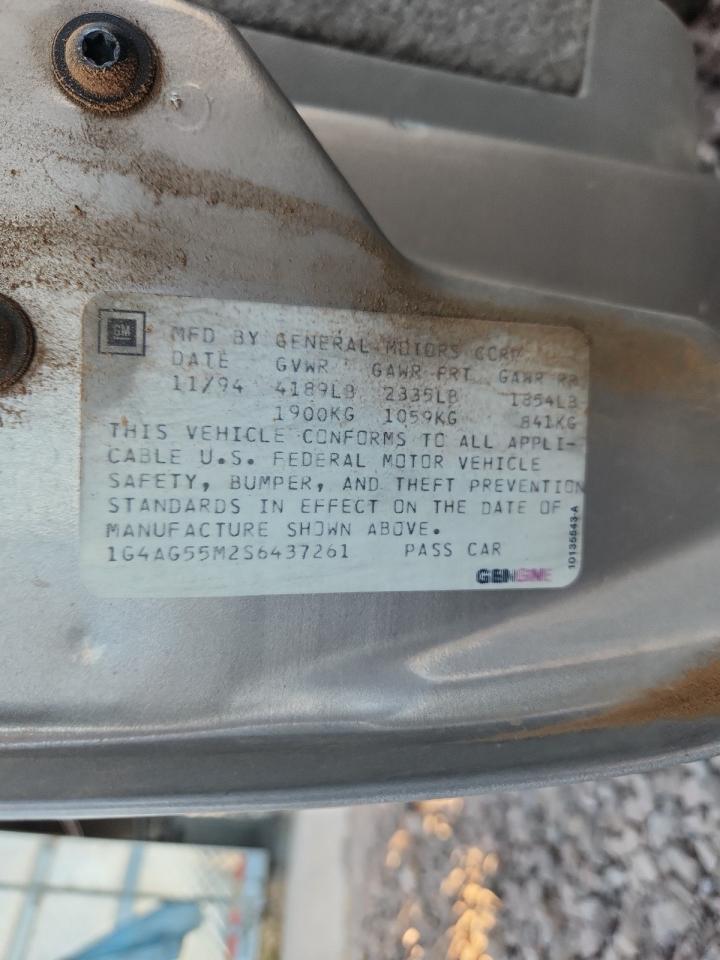 GM
MFD BY GENERAL MOTORS CORP
DATE GVWR GAWR FRT GAWR RR
11/94 4189LB 2335LB 1854LB
1900KG 1059KG 841KG
THIS VEHICLE CONFORMS TO ALL APPLI-
CABLE U.S. FEDERAL MOTOR VEHICLE
SAFETY, BUMPER, AND THEFT PREVENTION
STANDARDS IN EFFECT ON THE DATE OF
MANUFACTURE SHOWN ABOVE.
1G4AG55M2S6437261 PASS CAR